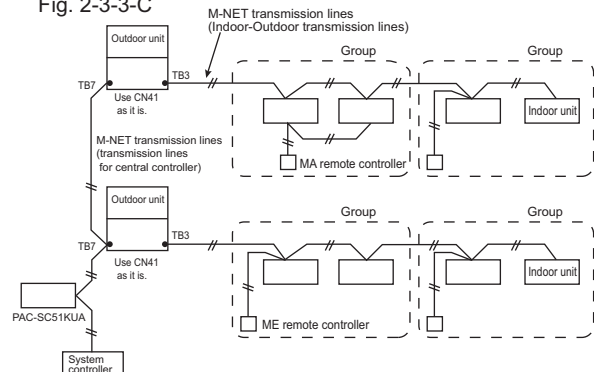 Fig. 2-3-3-C
M-NET transmission lines
(Indoor-Outdoor transmission lines)
Outdoor unit
Group
Group
TB7
TB3
Use CN41
as it is.
Indoor unit
M-NET transmission lines
(transmission lines
for central controller)
MA remote controller
Outdoor unit
Group
Group
TB7
TB3
Use CN41
as it is.
Indoor unit
PAC-SC51KUA
ME remote controller
System
controller